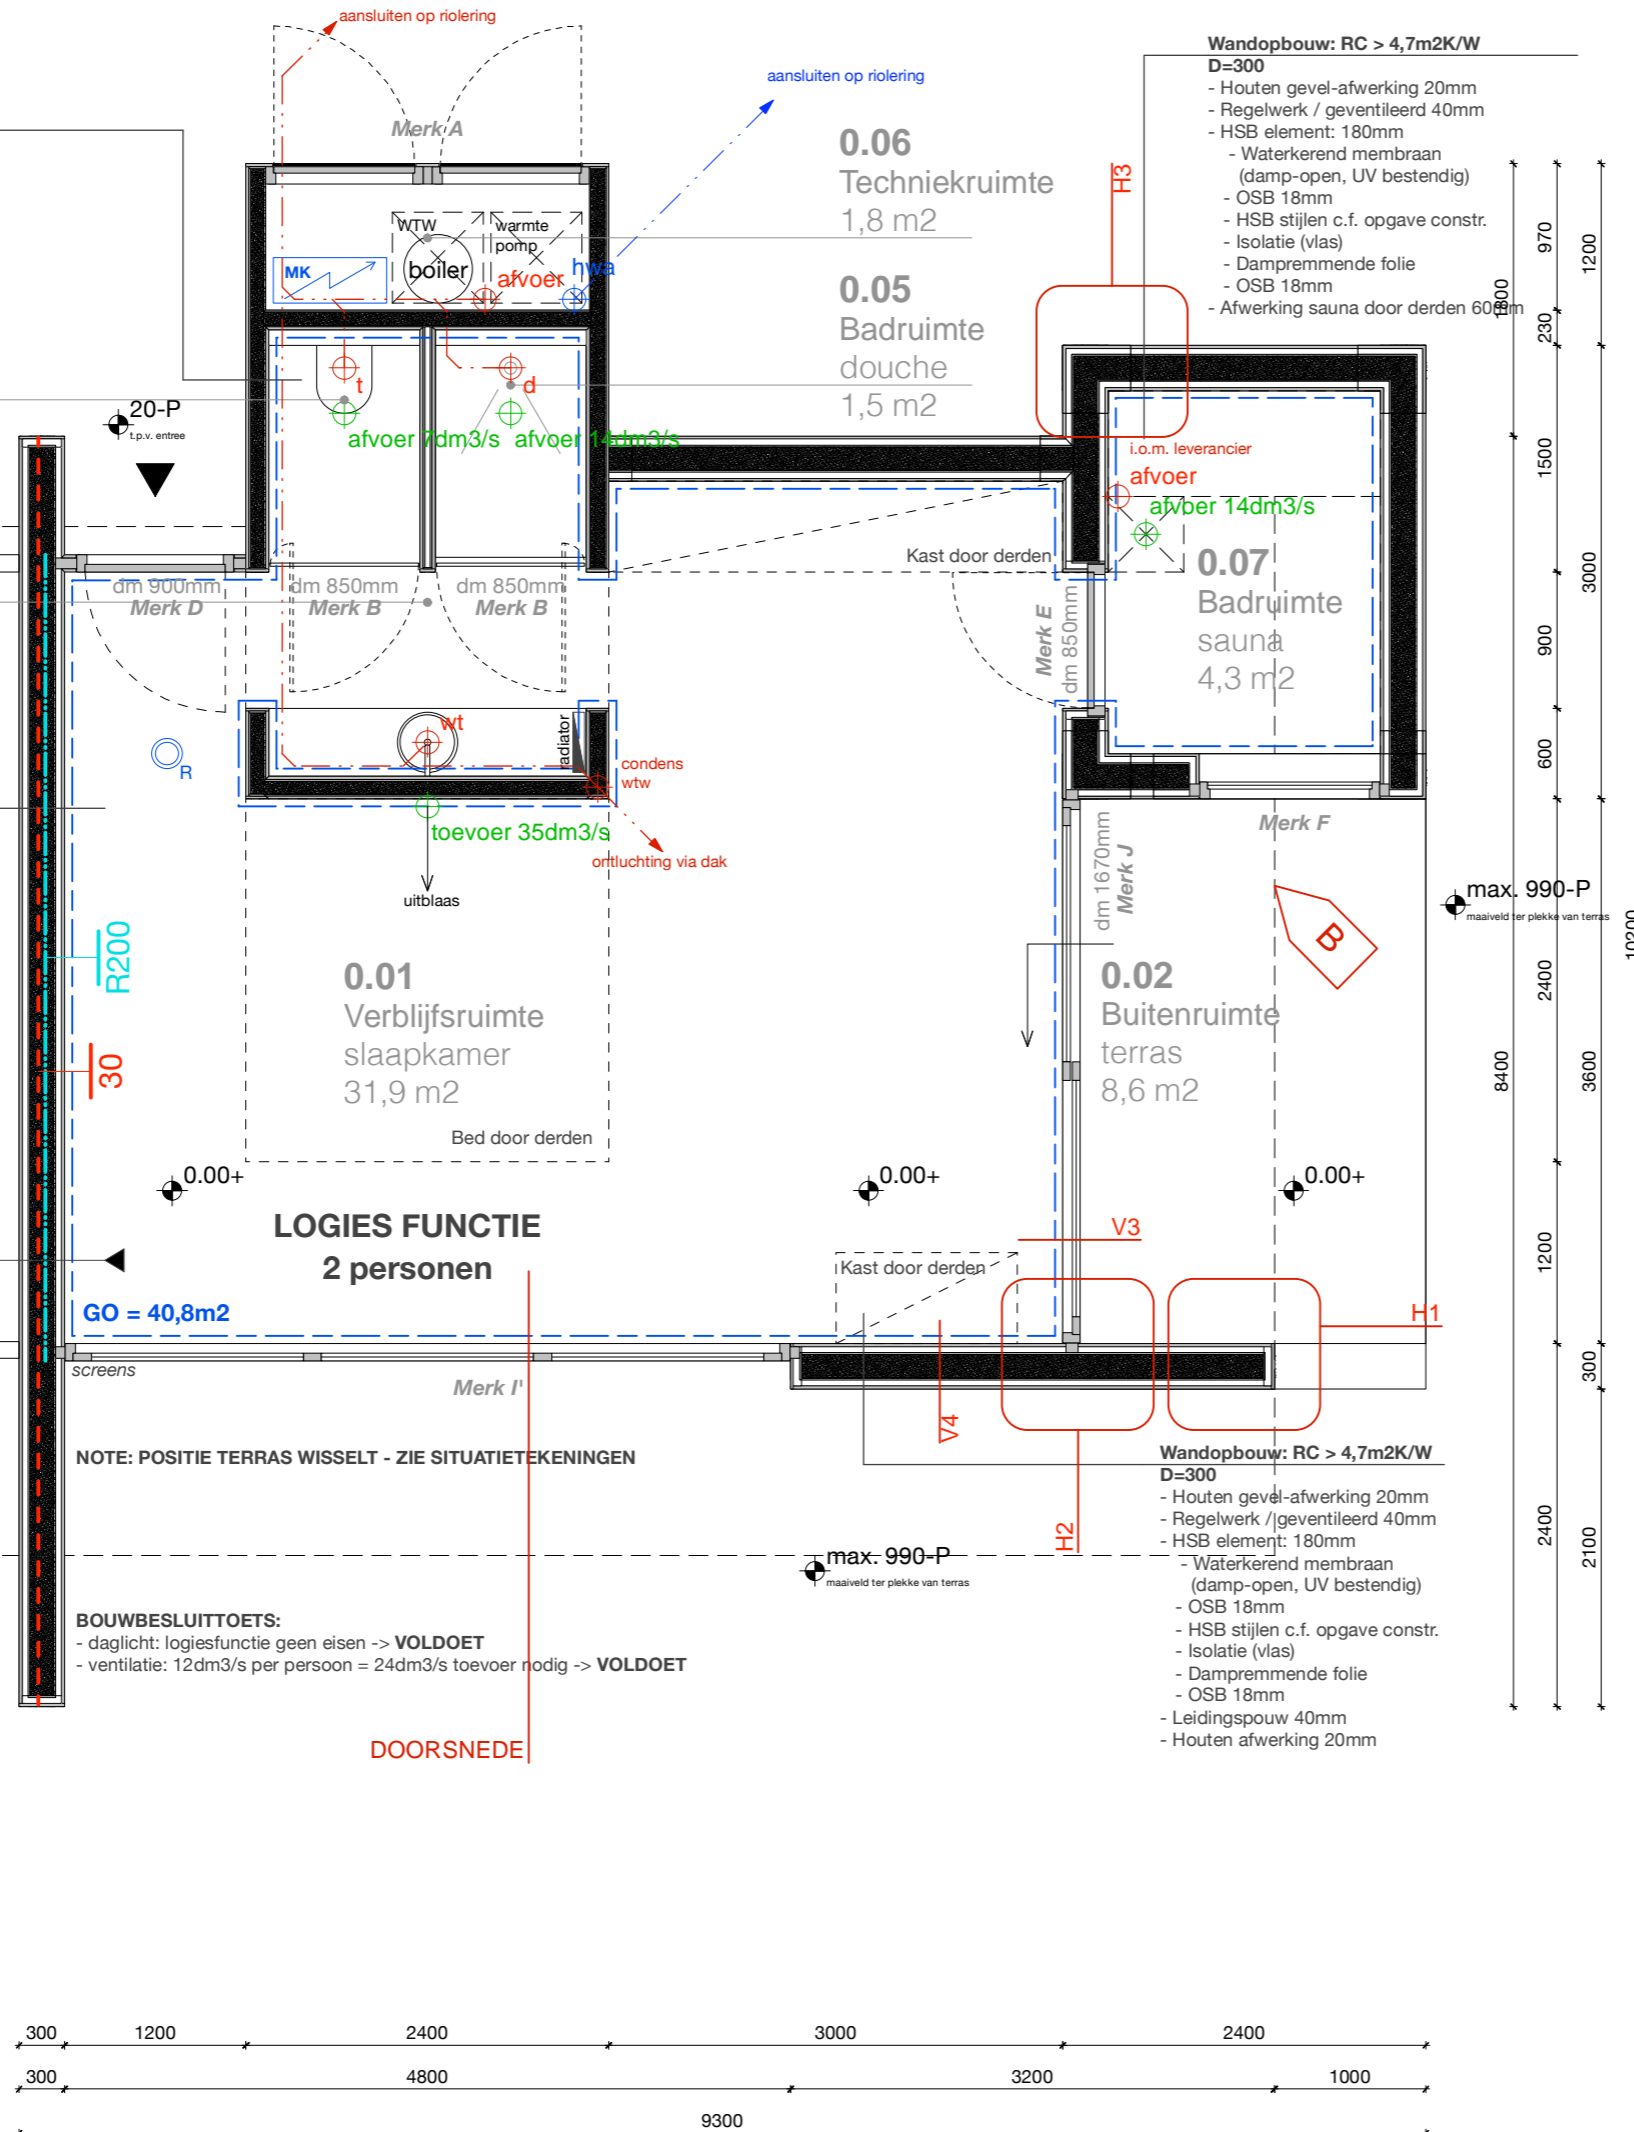 aansluiten op riolering
aansluiten op riolering
Merk A
Wandopbouw: RC > 4,7m2K/W
D=300
- Houten gevel-afwerking 20mm
- Regelwerk / geventileerd 40mm
- HSB element: 180mm
- Waterkerend membraan
(damp-open, UV bestendig)
- OSB 18mm
- HSB stijlen c.f. opgave constr.
- Isolatie (vlas)
- Dampremmende folie
- OSB 18mm
- Afwerking sauna door derden 60mm
0.06
Techniekruimte
1,8 m2
0.05
Badruimte
douche
1,5 m2
H3
WTW
warmte
pomp
boiler
MK
afvoer
hwa
t
d
afvoer 7dm3/s
afvoer 14dm3/s
20-P
t.p.v. entree
i.o.m. leverancier
afvoer
afvoer 14dm3/s
Kast door derden
0.07
Badruimte
sauna
4,3 m2
dm 900mm
Merk D
dm 850mm
Merk B
dm 850mm
Merk B
Merk E
dm 850mm
wt
radiator
R
condens
wtw
toevoer 35dm3/s
ontluchting via dak
uitblaas
Merk F
dm 1670mm
Merk J
max. 990-P
maaiveld ter plekke van terras
B
R200
30
0.01
Verblijfsruimte
slaapkamer
31,9 m2
Bed door derden
0.02
Buitenruimte
terras
8,6 m2
0.00+
0.00+
0.00+
LOGIES FUNCTIE
2 personen
GO = 40,8m2
V3
Kast door derden
H1
screens
Merk I'
V4
H2
NOTE: POSITIE TERRAS WISSELT - ZIE SITUATIETEKENINGEN
max. 990-P
maaiveld ter plekke van terras
BOUWBESLUITTOETS:
- daglicht: logiesfunctie geen eisen -> VOLDOET
- ventilatie: 12dm3/s per persoon = 24dm3/s toevoer nodig -> VOLDOET
DOORSNEDE
Wandopbouw: RC > 4,7m2K/W
D=300
- Houten gevel-afwerking 20mm
- Regelwerk / geventileerd 40mm
- HSB element: 180mm
- Waterkerend membraan
(damp-open, UV bestendig)
- OSB 18mm
- HSB stijlen c.f. opgave constr.
- Isolatie (vlas)
- Dampremmende folie
- OSB 18mm
- Leidingspouw 40mm
- Houten afwerking 20mm
1800
8400
970
230
1500
900
600
2400
1200
2400
1200
3000
3600
300
2100
10200
300
1200
2400
3000
2400
300
4800
3200
1000
9300